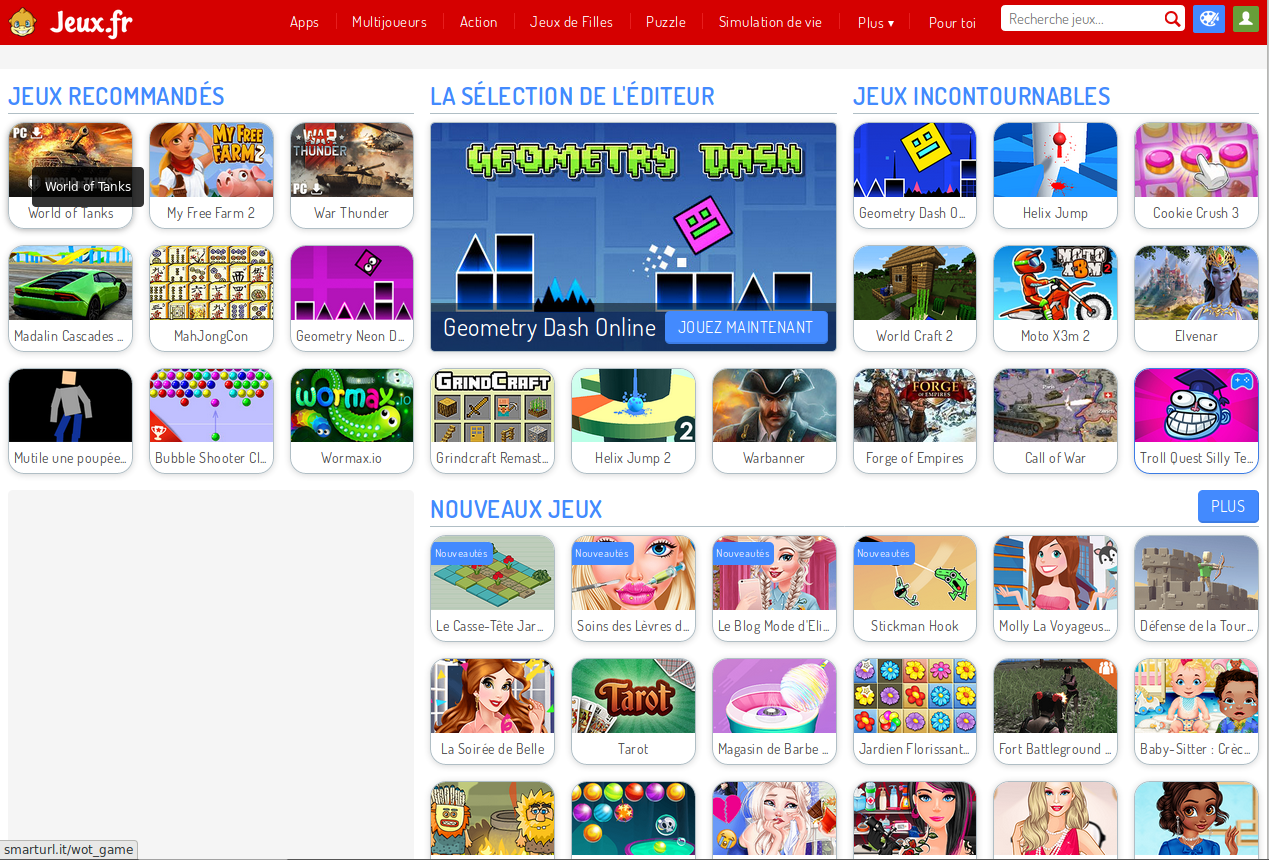 Jeux.fr
Apps
Multijoueurs
Action
Jeux de Filles
Puzzle
Simulation de vie
Plus ▾
Pour toi
Recherche jeux...
JEUX RECOMMANDÉS
PC
World of Tanks
World of Tanks
MY FREE FARM 2
My Free Farm 2
WAR THUNDER
PC
War Thunder
Madalin Cascades ...
MahJongCon
Geometry Neon D...
Mutile une poupée...
Bubble Shooter Cl...
wormax.io
Wormax.io
LA SÉLECTION DE L'ÉDITEUR
GEOMETRY DASH
Geometry Dash Online
JOUEZ MAINTENANT
GRINDCRAFT
Grindcraft Remast...
2
Helix Jump 2
Warbanner
JEUX INCONTOURNABLES
Geometry Dash O...
Helix Jump
Cookie Crush 3
World Craft 2
MOTO X3M 2
Moto X3m 2
Elvenar
FORGE OF EMPIRES
Forge of Empires
Call of War
Troll Quest Silly Te...
NOUVEAUX JEUX
PLUS
Nouveautés
Le Casse-Tête Jar...
Nouveautés
Soins des Lèvres d...
Nouveautés
Le Blog Mode d'Eli...
Nouveautés
Stickman Hook
Molly La Voyageus...
Défense de la Tour...
La Soirée de Belle
Tarot
Tarot
Magasin de Barbe ...
Jardien Florissant...
Fort Battleground ...
Baby-Sitter : Crèc...
smarturl.it/wot_game